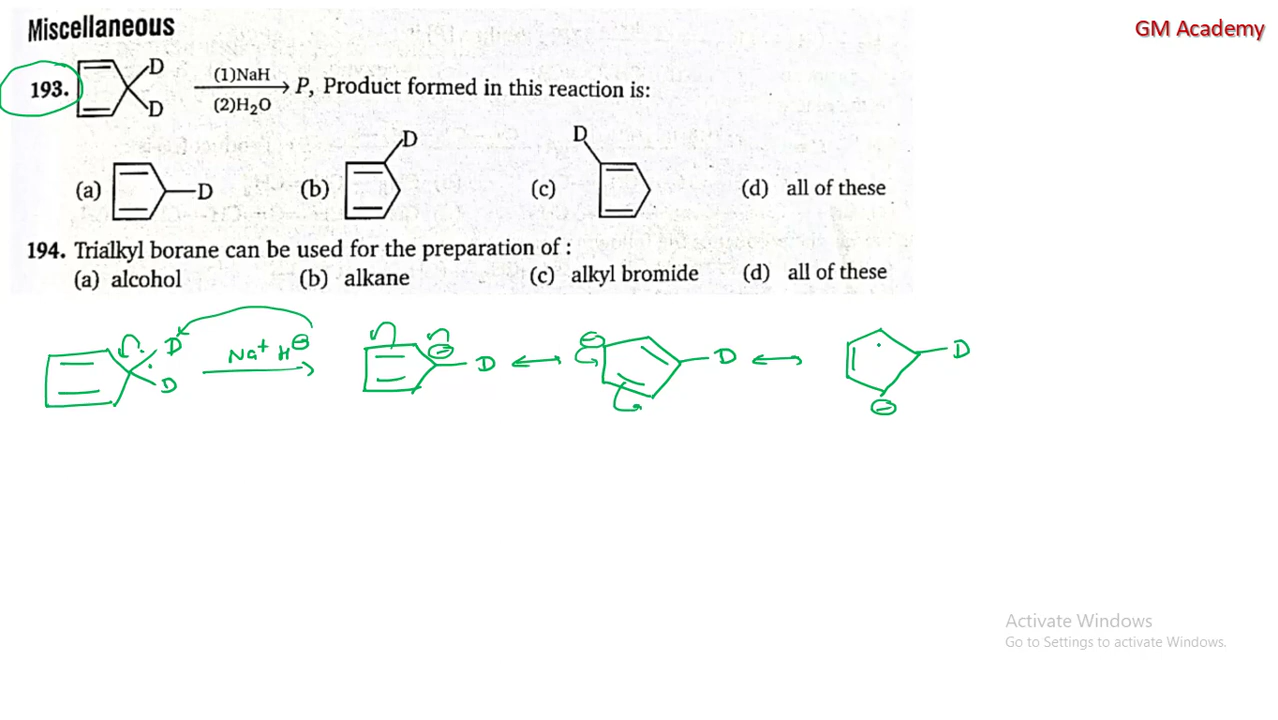 Miscellaneous
GM Academy
193.
D
D
(1)NaH
(2)H₂O
P, Product formed in this reaction is:
(a)
D
(b)
D
(c)
D
(d) all of these
194. Trialkyl borane can be used for the preparation of :
(a) alcohol (b) alkane (c) alkyl bromide (d) all of these
D
D
Na⁺ H⊖
⊖
D
⊖
D
D
⊖
Activate Windows
Go to Settings to activate Windows.